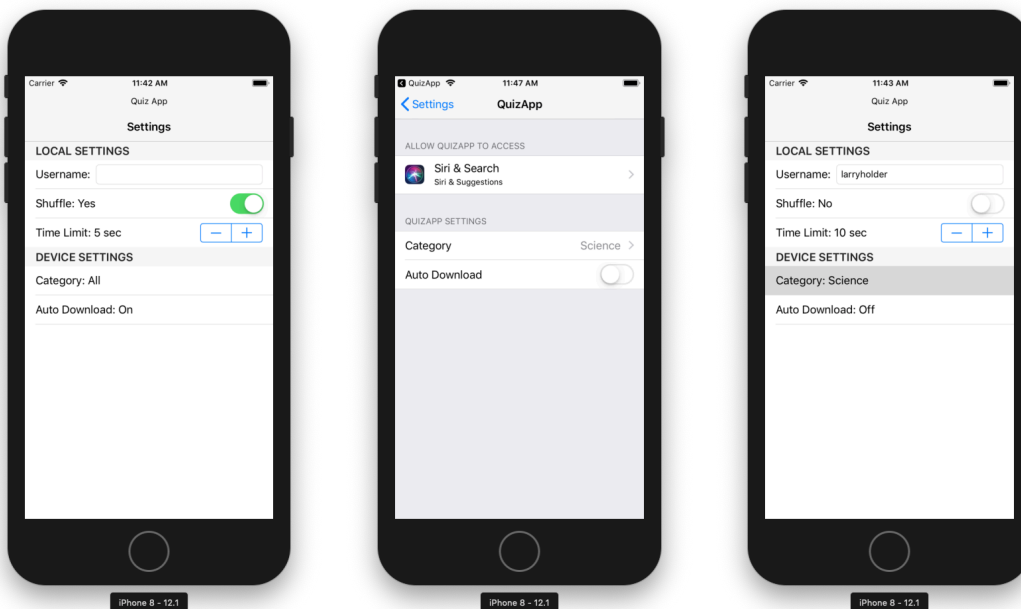 Carrier 11:42 AM
Quiz App
Settings
LOCAL SETTINGS
Username:
Shuffle: Yes
Time Limit: 5 sec − +
DEVICE SETTINGS
Category: All
Auto Download: On
iPhone 8 - 12.1
QuizApp 11:47 AM
Settings QuizApp
ALLOW QUIZAPP TO ACCESS
Siri & Search
Siri & Suggestions
QUIZAPP SETTINGS
Category Science
Auto Download
iPhone 8 - 12.1
Carrier 11:43 AM
Quiz App
Settings
LOCAL SETTINGS
Username: larryholder
Shuffle: No
Time Limit: 10 sec − +
DEVICE SETTINGS
Category: Science
Auto Download: Off
iPhone 8 - 12.1